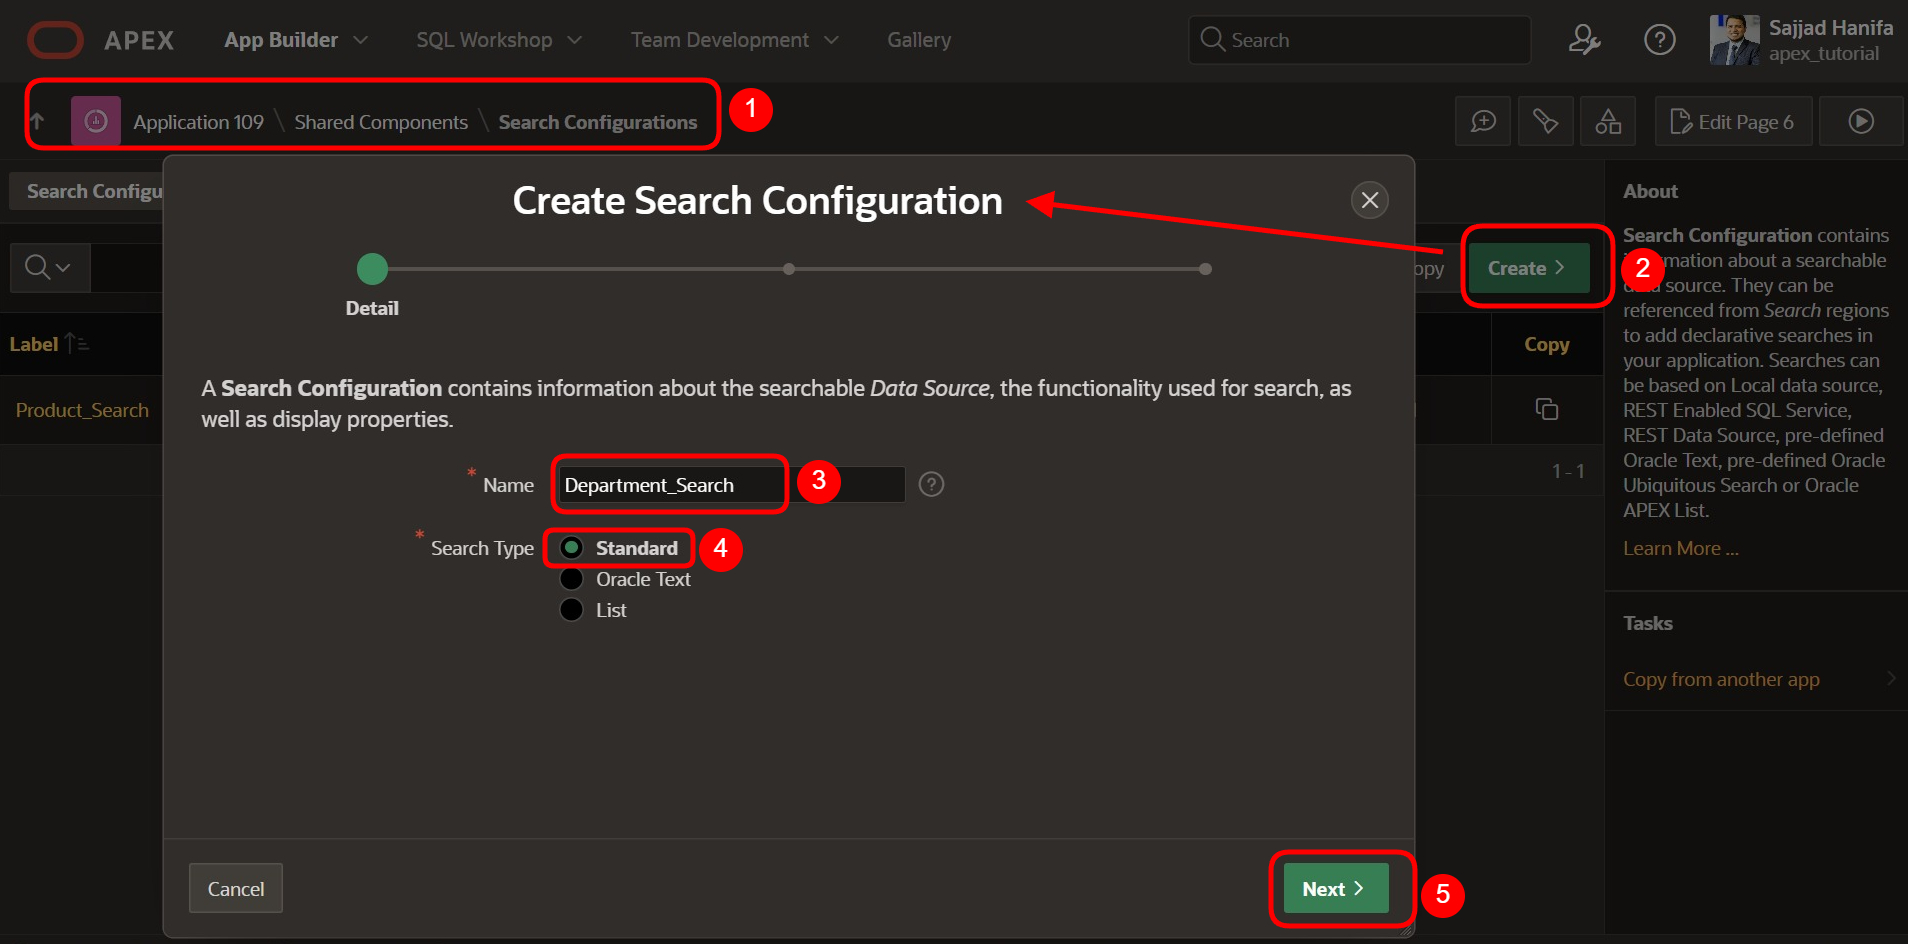 APEX
App Builder
SQL Workshop
Team Development
Gallery
Search
Sajjad Hanifa
apex_tutorial
Application 109 \ Shared Components \ Search Configurations
1
Edit Page 6
Search Configu
Create Search Configuration
Detail
opy
Create
2
Label
Copy
Product_Search
1 - 1
A Search Configuration contains information about the searchable Data Source, the functionality used for search, as
well as display properties.
* Name
Department_Search
3
* Search Type
Standard
4
Oracle Text
List
Cancel
Next
5
About
Search Configuration contains
mation about a searchable
source. They can be
referenced from Search regions
to add declarative searches in
your application. Searches can
be based on Local data source,
REST Enabled SQL Service,
REST Data Source, pre-defined
Oracle Text, pre-defined Oracle
Ubiquitous Search or Oracle
APEX List.
Learn More ...
Tasks
Copy from another app